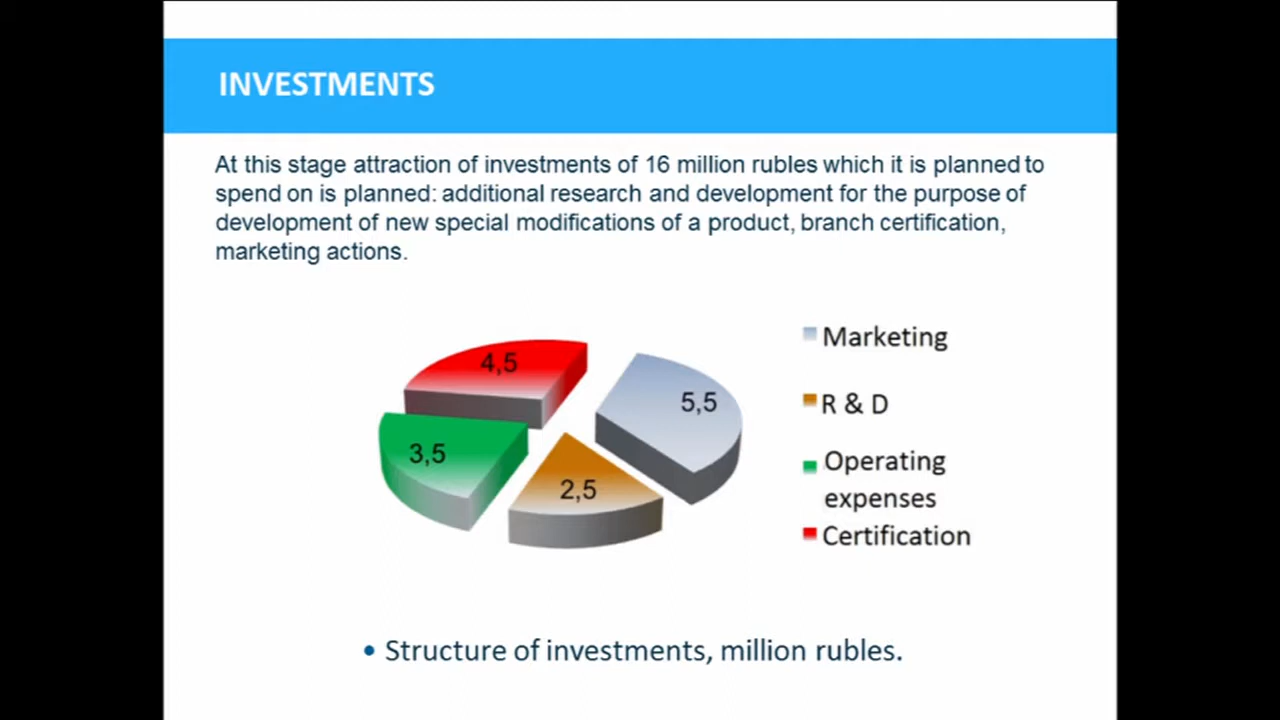 INVESTMENTS
At this stage attraction of investments of 16 million rubles which it is planned to
spend on is planned: additional research and development for the purpose of
development of new special modifications of a product, branch certification,
marketing actions.
4,5
5,5
3,5
2,5
Marketing
R & D
Operating
expenses
Certification
• Structure of investments, million rubles.